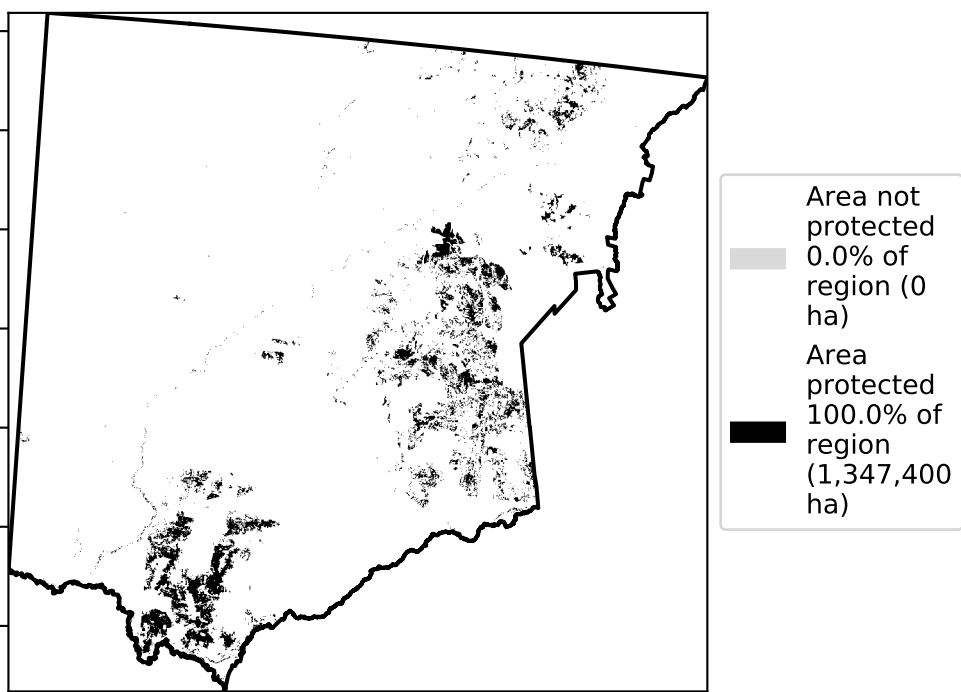 Area not
protected
0.0% of
region (0
ha)
Area
protected
100.0% of
region
(1,347,400
ha)